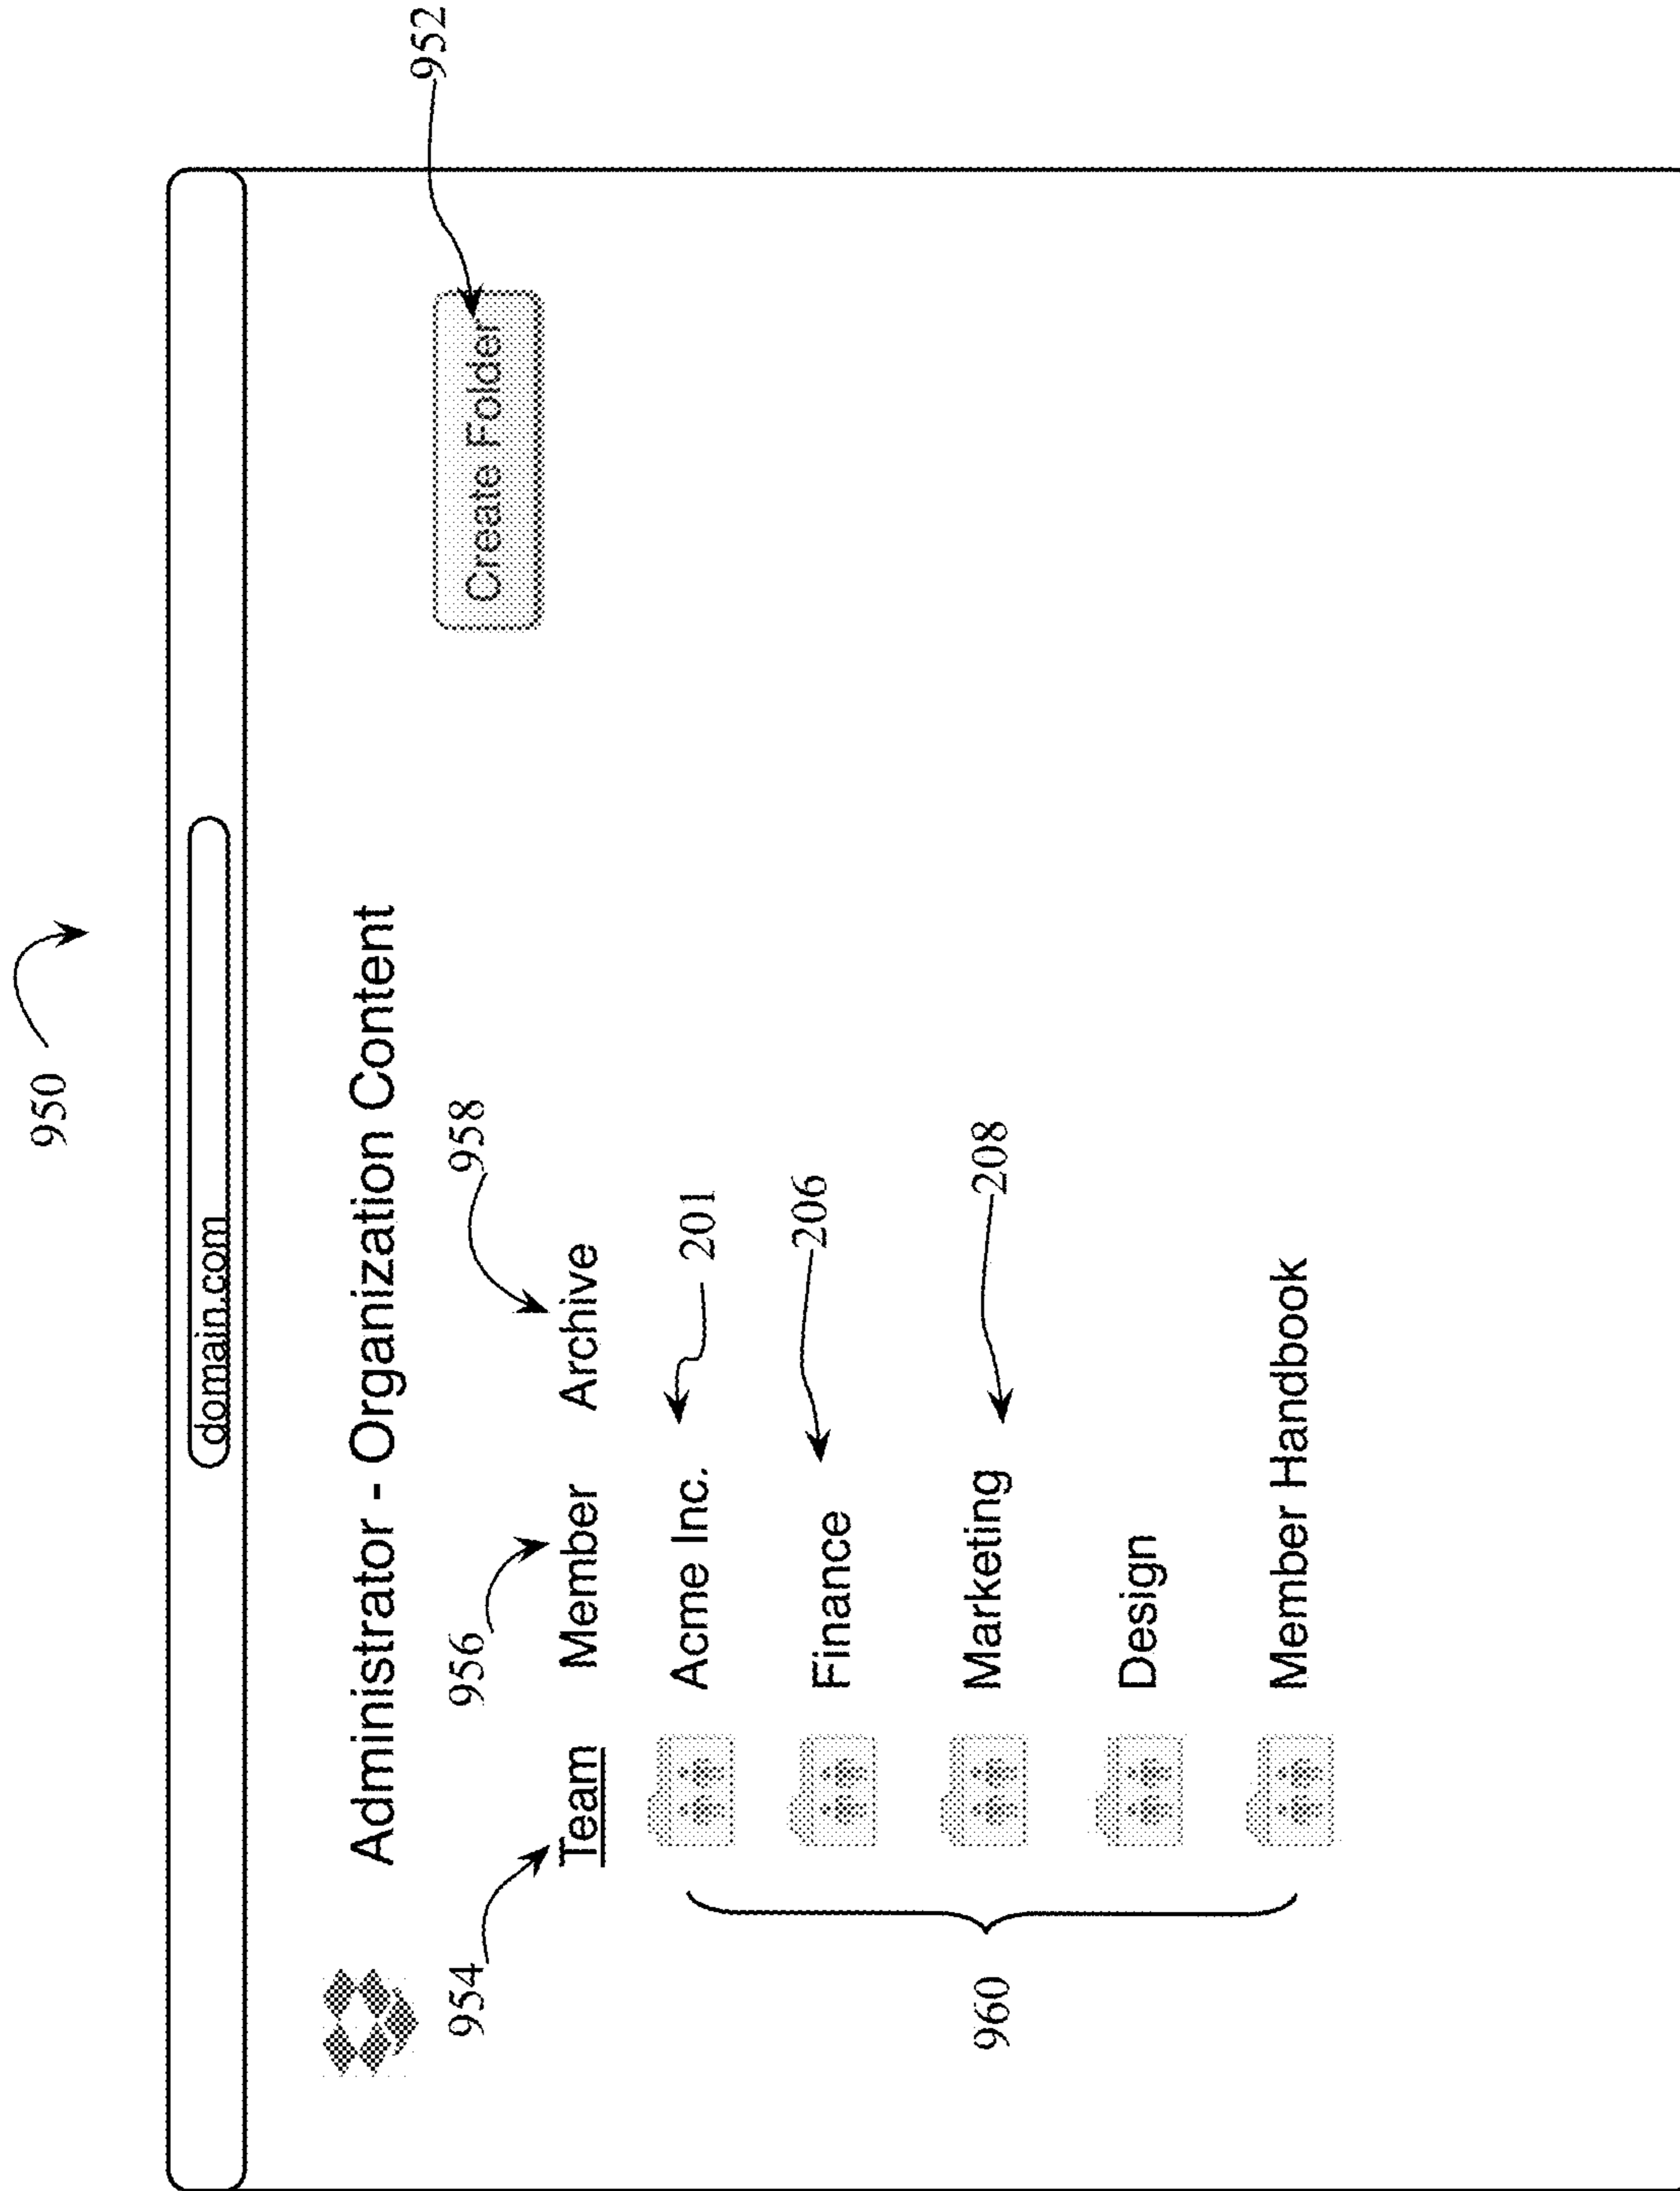 950
domain.com
952
Administrator - Organization Content
Create Folder
954 956 958
Team Member Archive
Acme Inc. 201
Finance 206
Marketing 208
Design
960
Member Handbook